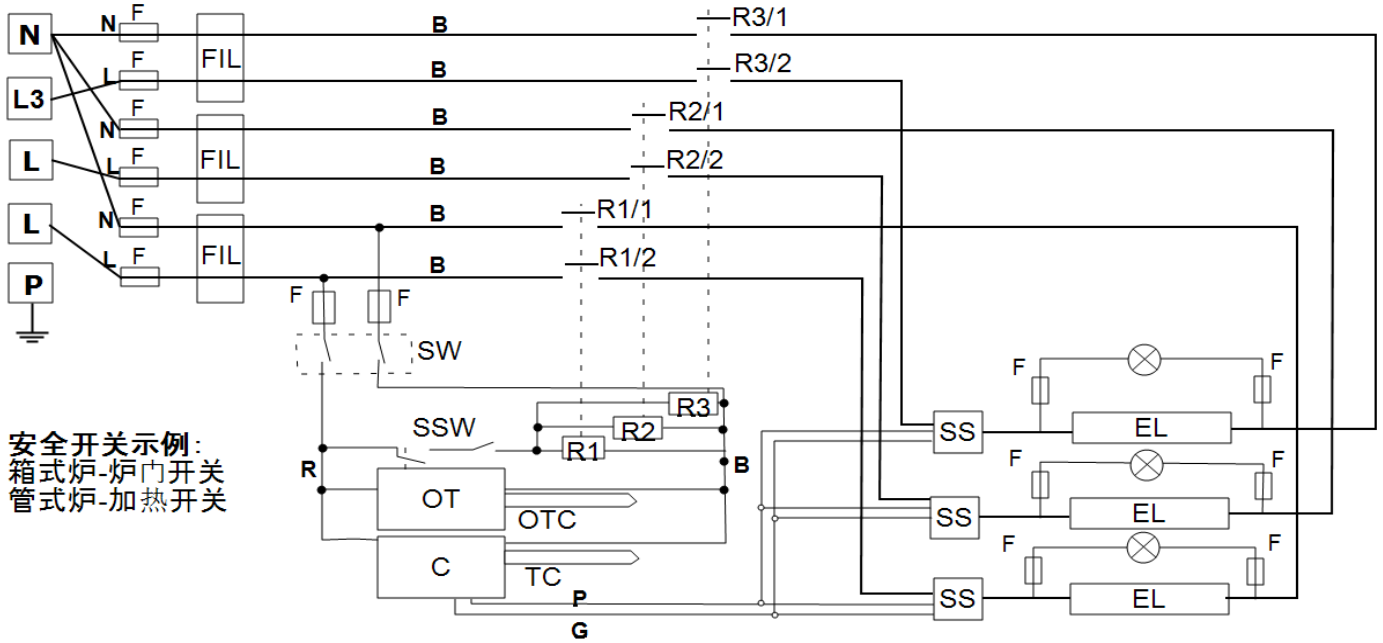 N F B R3/1
N
FIL
F
L3 L B R3/2
F B R2/1
N
FIL
L F
L B R2/2
F B R1/1
L N
FIL
F
L B R1/2
P
F F
SW
F F
R3
SS EL
安全开关示例:
SSW R2
箱式炉-炉门开关
R1 B
管式炉-加热开关
R
F F
OT
OTC
SS EL
C
TC
F F
P
SS EL
G